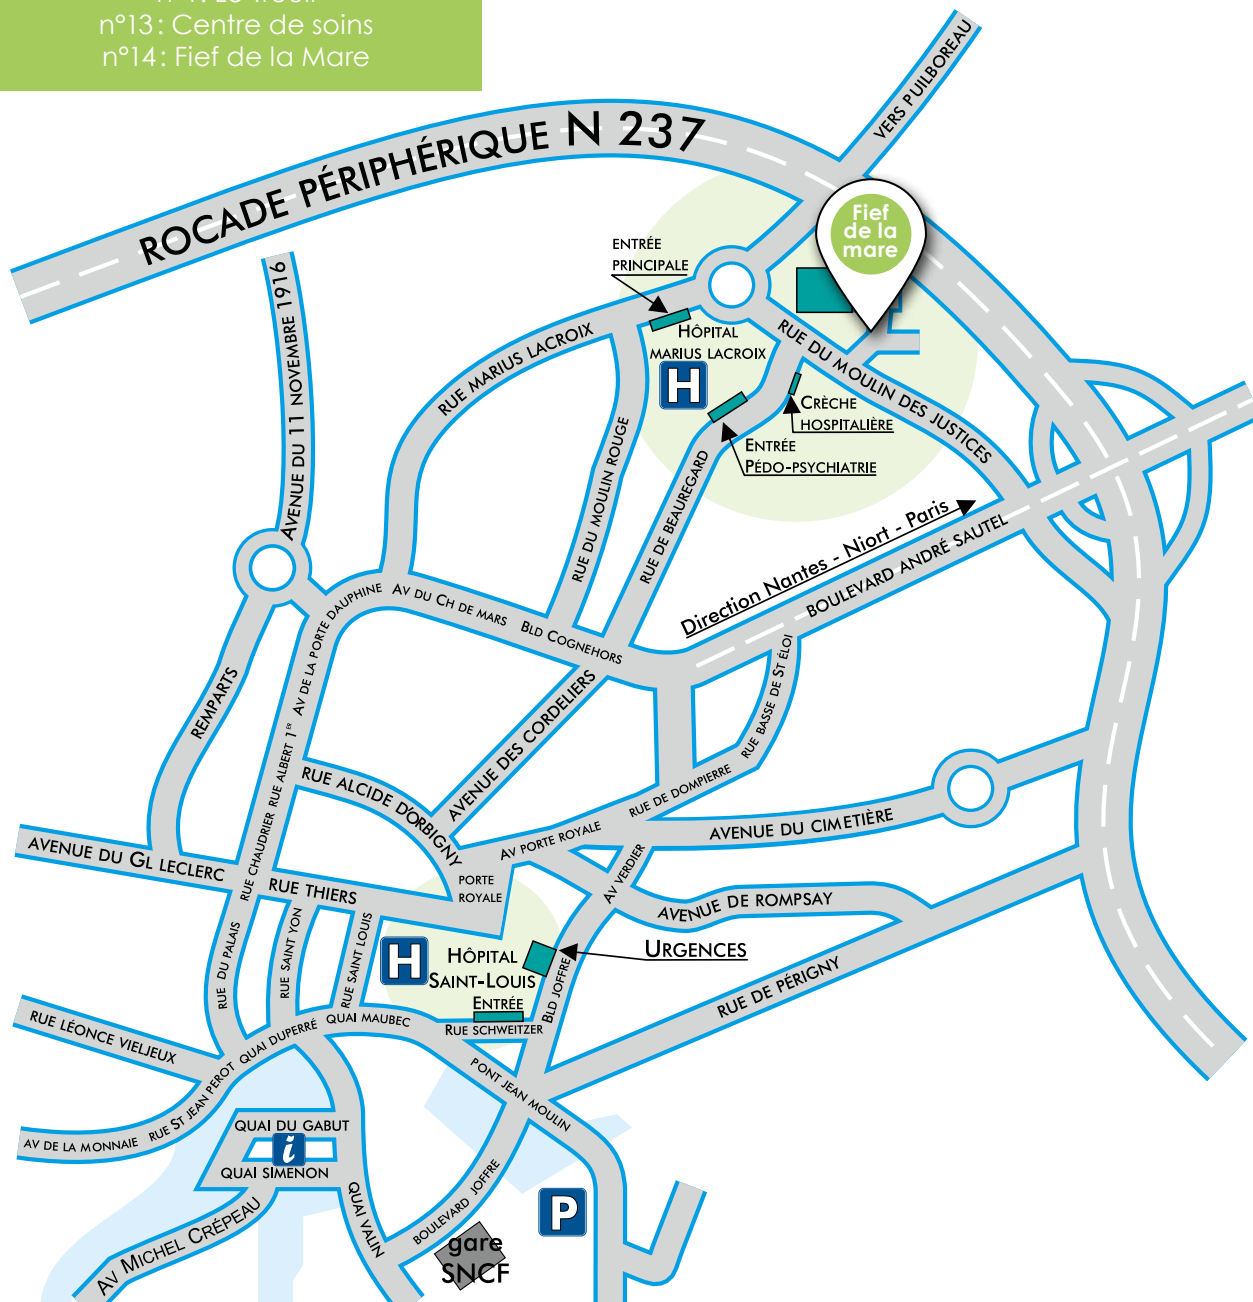 n°13 : Centre de soins
n°14 : Fief de la Mare
VERS PUILBOREAU
ROCADE PÉRIPHÉRIQUE N 237
Fief
de la
mare
ENTRÉE
PRINCIPALE
AVENUE DU 11 NOVEMBRE 1916
RUE MARIUS LACROIX
HÔPITAL
MARIUS LACROIX
H
RUE DU MOULIN DES JUSTICES
CRÈCHE
HOSPITALIÈRE
ENTRÉE
PÉDO-PSYCHIATRIE
RUE DU MOULIN ROUGE
RUE DE BEAUREGARD
Direction Nantes - Niort - Paris
BOULEVARD ANDRÉ SAUTEL
AV DE LA PORTE DAUPHINE
AV DU CH DE MARS
BLD COGNEHORS
REMPARTS
AVENUE DES CORDELIERS
RUE BASSE DE ST ÉLOI
RUE ALBERT 1ER
RUE ALCIDE D'ORBIGNY
RUE DE DOMPIERRE
AV PORTE ROYALE
AVENUE DU CIMETIÈRE
AVENUE DU GL LECLERC
RUE CHAUDRIER
RUE THIERS
PORTE
ROYALE
AV VERDIER
AVENUE DE ROMPSAY
RUE DU PALAIS
RUE SAINT YON
RUE SAINT LOUIS
H
HÔPITAL
SAINT-LOUIS
URGENCES
ENTRÉE
RUE SCHWEITZER
BLD JOFFRE
RUE DE PÉRIGNY
RUE LÉONCE VIELJEUX
QUAI DUPERRÉ
QUAI MAUBEC
PONT JEAN MOULIN
AV DE LA MONNAIE
RUE ST JEAN PEROT
QUAI DU GABUT
i
QUAI SIMENON
QUAI VALIN
BOULEVARD JOFFRE
P
AV MICHEL CRÉPEAU
gare
SNCF